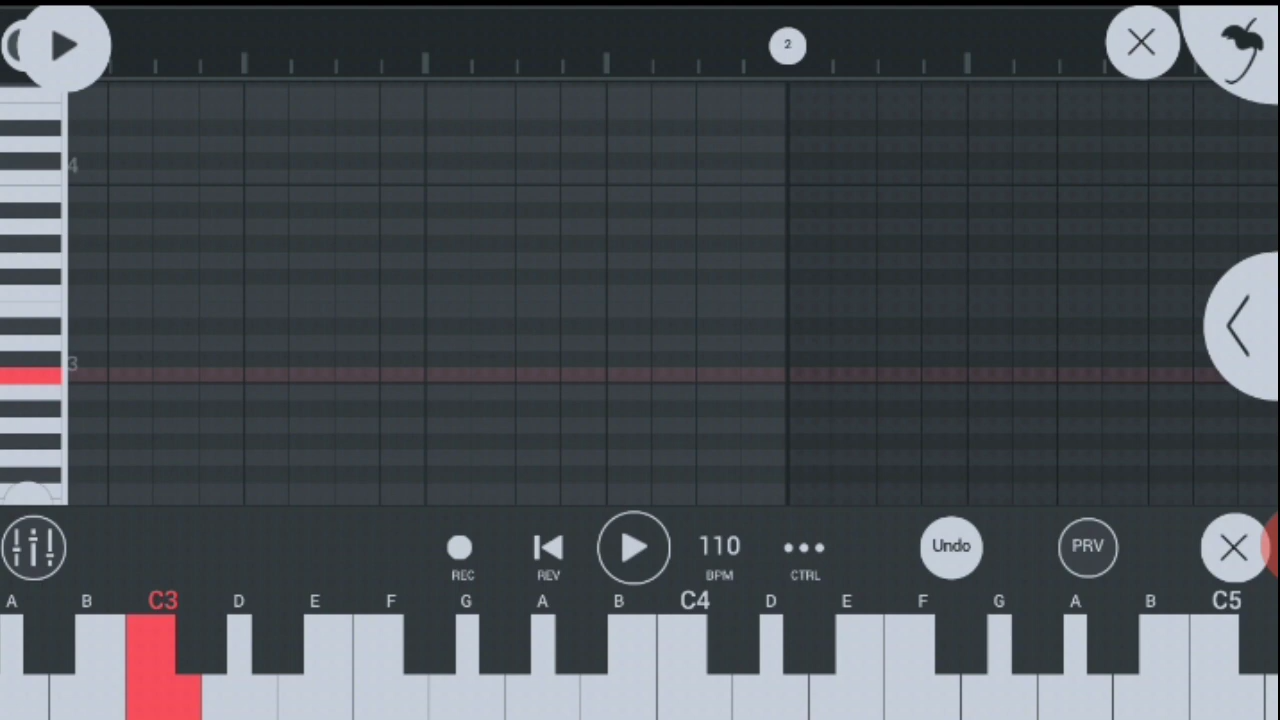 2
4
3
110 Undo PRV
REC REV BPM CTRL
A B C3 D E F G A B C4 D E F G A B C5